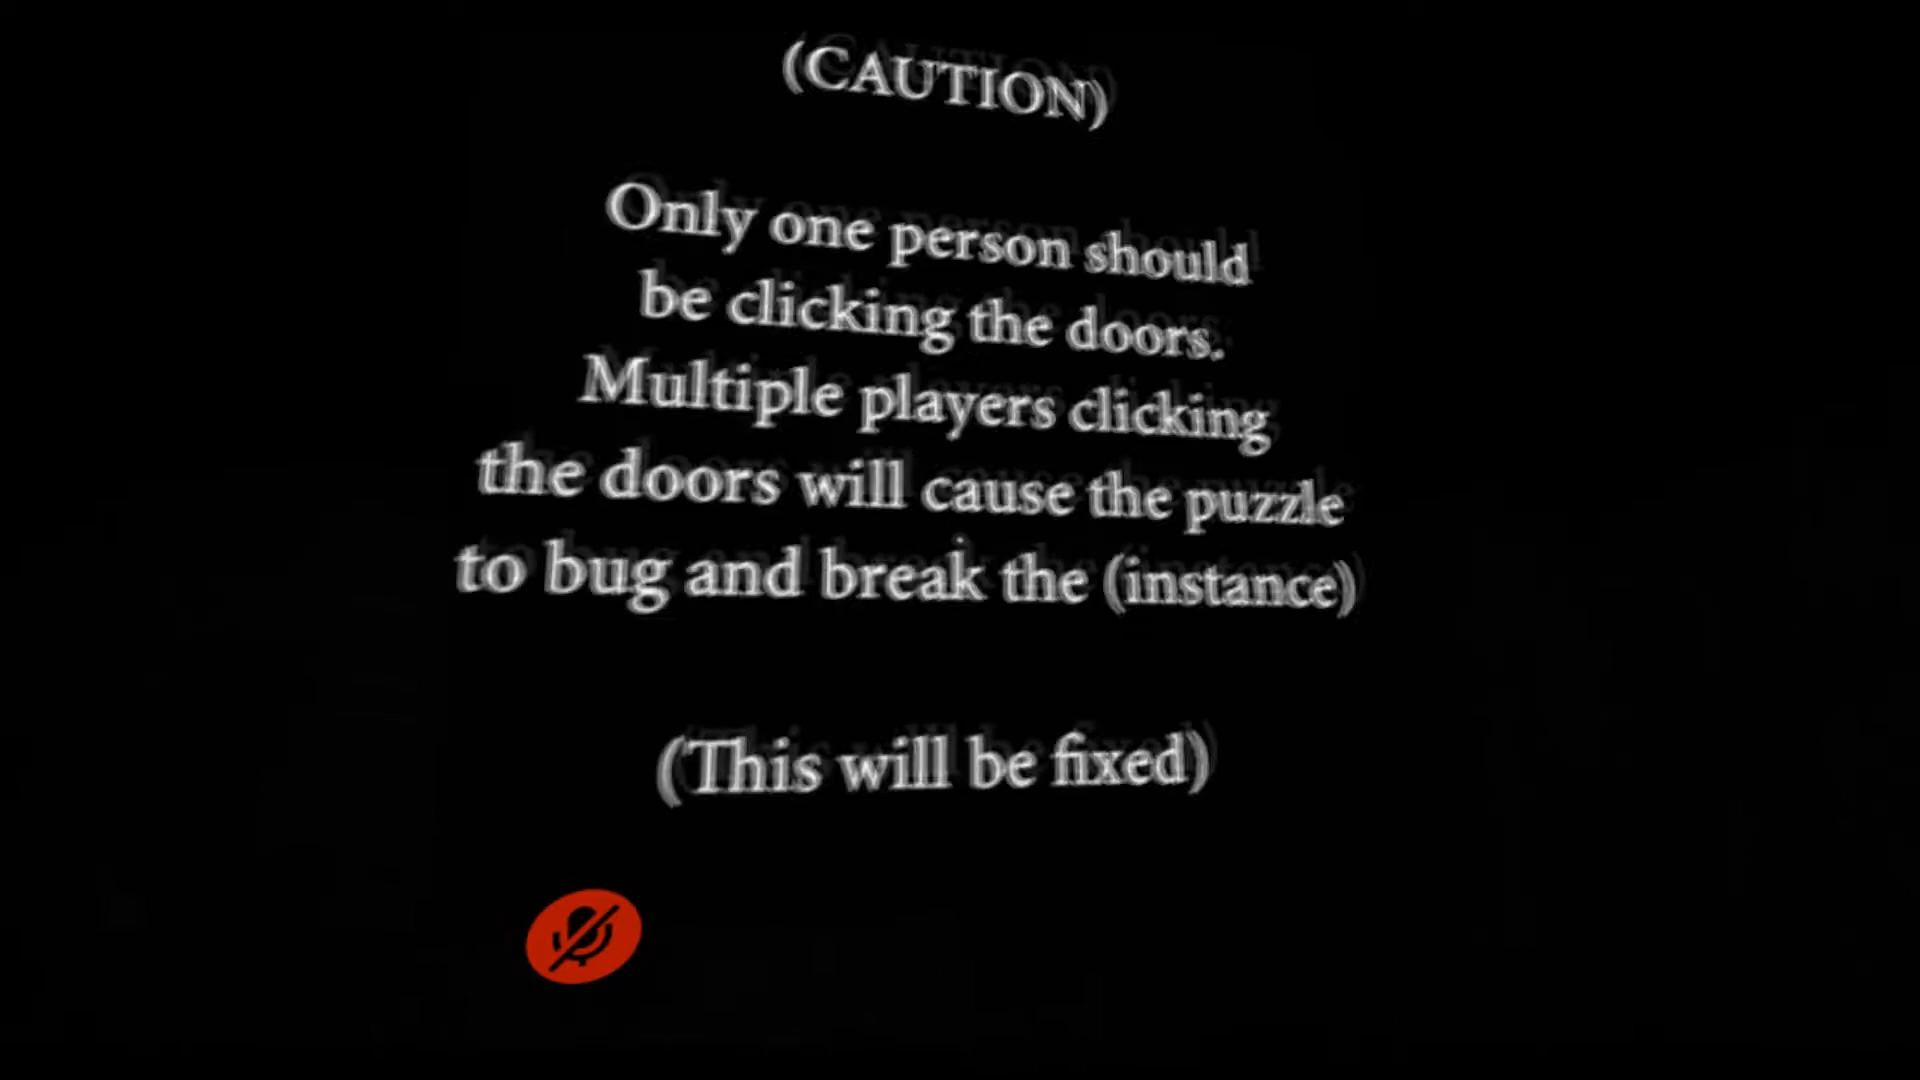 (CAUTION)
Only one person should
be clicking the doors.
Multiple players clicking
the doors will cause the puzzle
to bug and break the (instance)
(This will be fixed)